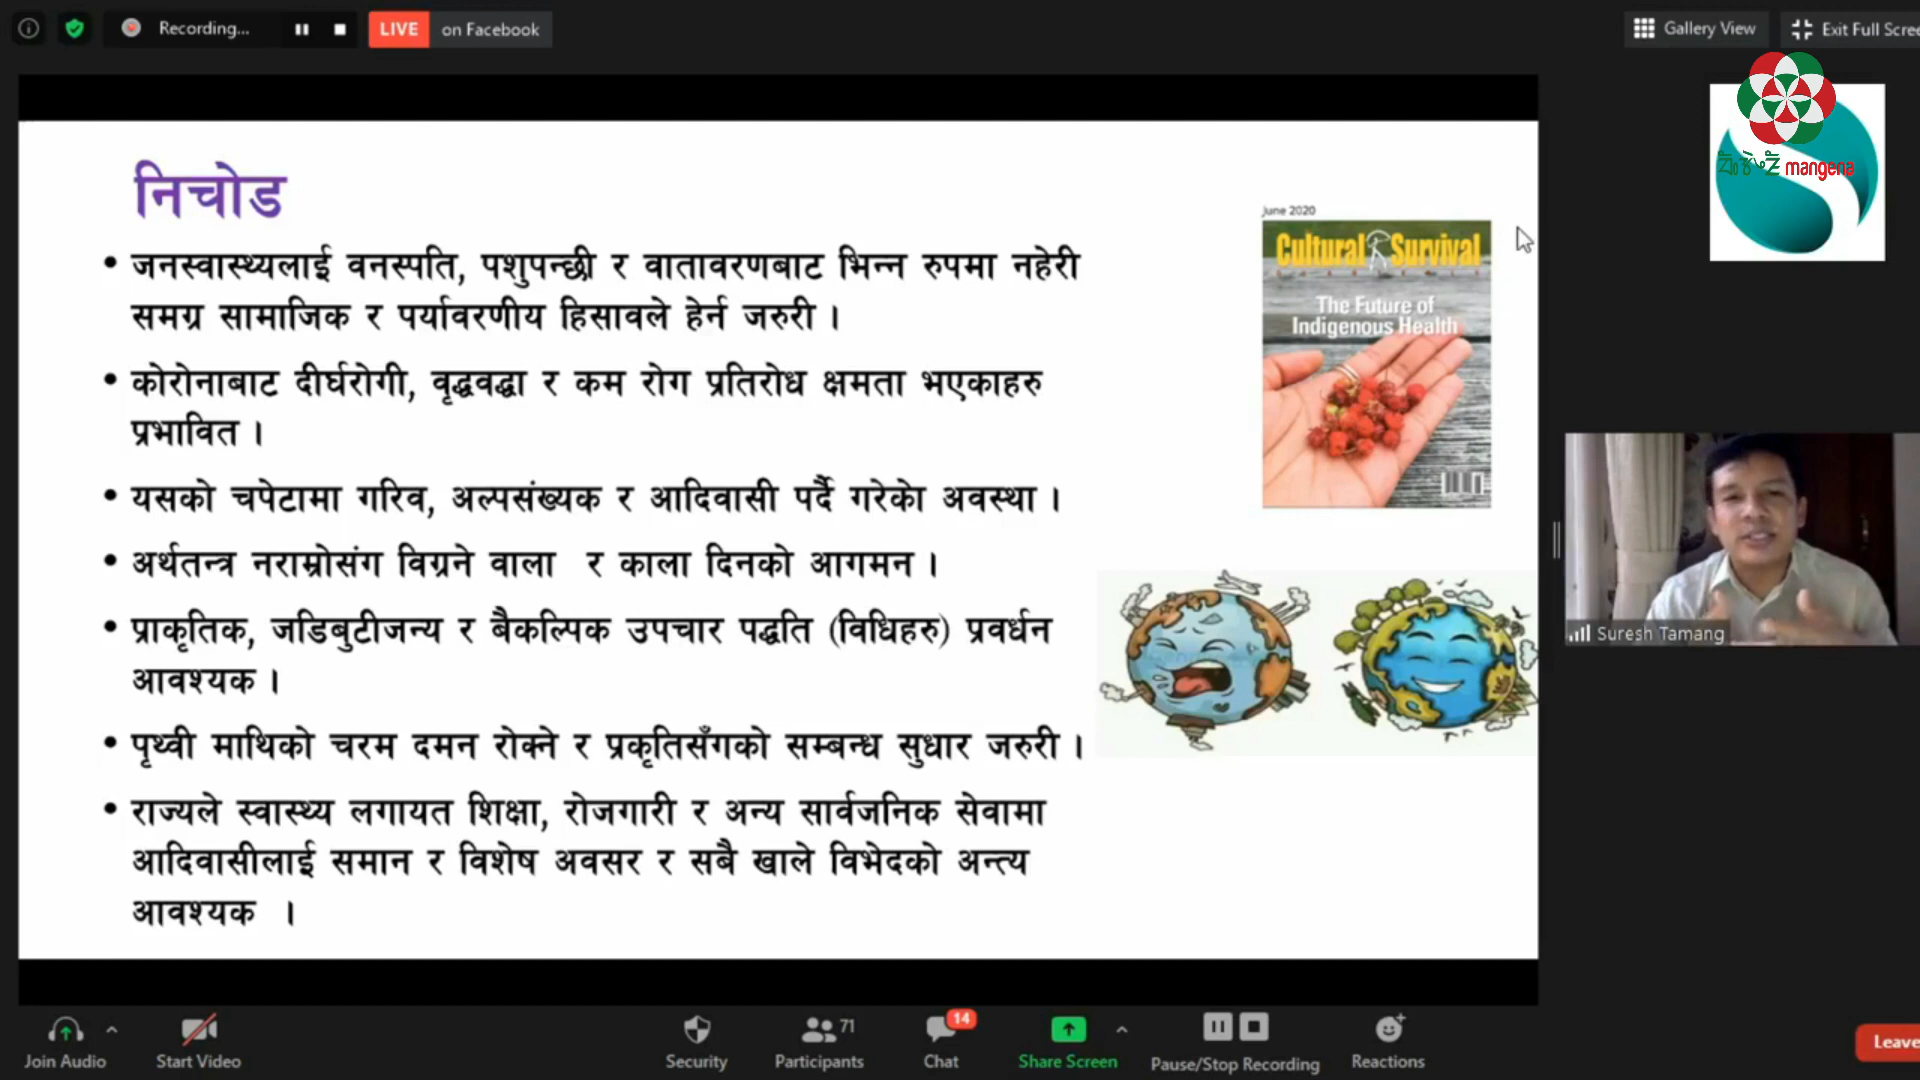 Recording...
LIVE on Facebook
Gallery View
Exit Full Scree
निचोड
• जनस्वास्थ्यलाई वनस्पति, पशुपन्छी र वातावरणबाट भिन्न रुपमा नहेरी
समग्र सामाजिक र पर्यावरणीय हिसावले हेर्न जरुरी ।
• कोरोनाबाट दीर्घरोगी, वृद्धवद्धा र कम रोग प्रतिरोध क्षमता भएकाहरु
प्रभावित ।
• यसको चपेटामा गरिव, अल्पसंख्यक र आदिवासी पर्दै गरेको अवस्था ।
• अर्थतन्त्र नराम्रोसंग विग्रने वाला र काला दिनको आगमन ।
• प्राकृतिक, जडिबुटीजन्य र बैकल्पिक उपचार पद्धति (विधिहरु) प्रवर्धन
आवश्यक ।
• पृथ्वी माथिको चरम दमन रोक्ने र प्रकृतिसँगको सम्बन्ध सुधार जरुरी ।
• राज्यले स्वास्थ्य लगायत शिक्षा, रोजगारी र अन्य सार्वजनिक सेवामा
आदिवासीलाई समान र विशेष अवसर र सबै खाले विभेदको अन्त्य
आवश्यक ।
June 2020
Cultural Survival
The Future of
Indigenous Health
mangena
Suresh Tamang
Join Audio
Start Video
Security
71
Participants
14
Chat
Share Screen
Pause/Stop Recording
Reactions
Leave